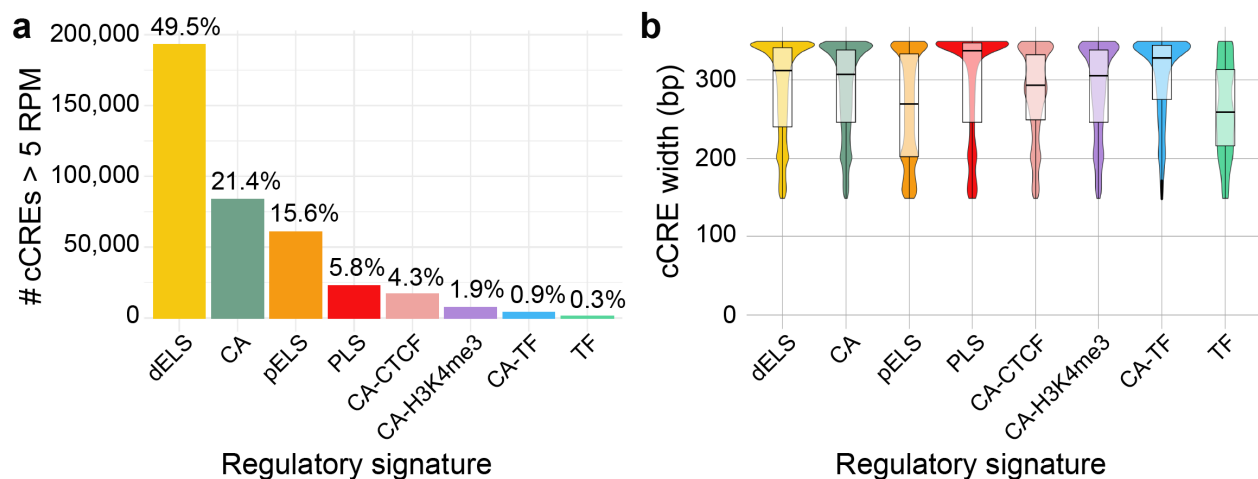 a
# cCREs > 5 RPM
200,000
150,000
100,000
50,000
0
49.5%
21.4%
15.6%
5.8%
4.3%
1.9%
0.9%
0.3%
dELS
CA
pELS
PLS
CA-CTCF
CA-H3K4me3
CA-TF
TF
Regulatory signature
b
cCRE width (bp)
300
200
100
0
dELS
CA
pELS
PLS
CA-CTCF
CA-H3K4me3
CA-TF
TF
Regulatory signature